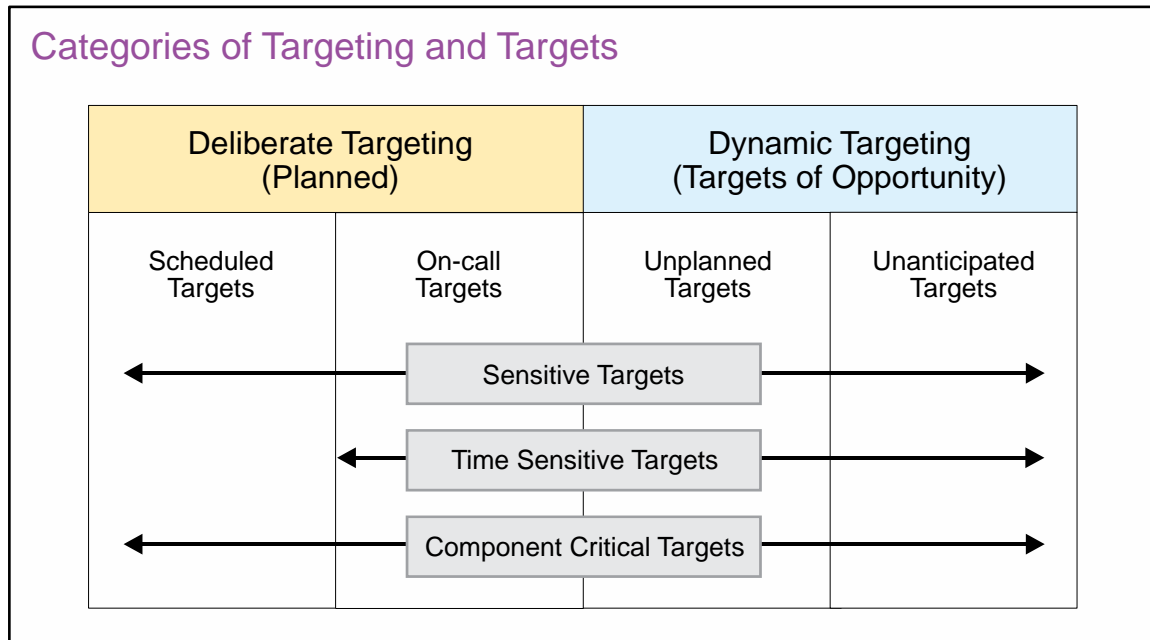 Categories of Targeting and Targets
Deliberate Targeting
(Planned)
Dynamic Targeting
(Targets of Opportunity)
Scheduled
Targets
On-call
Targets
Unplanned
Targets
Unanticipated
Targets
Sensitive Targets
Time Sensitive Targets
Component Critical Targets